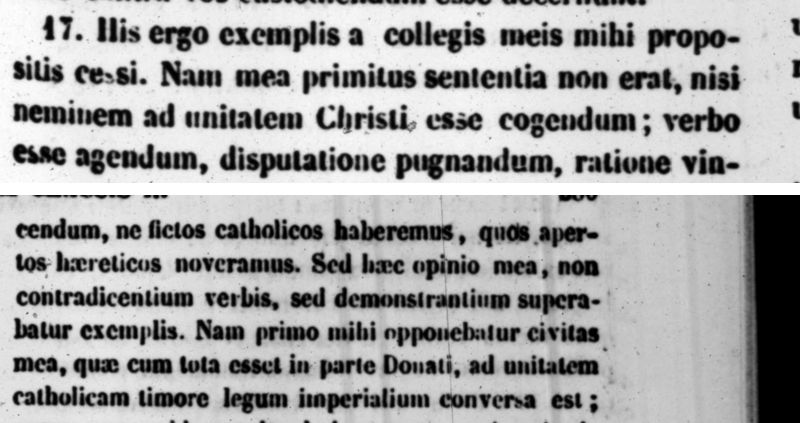 17. Ilis ergo exemplis a collegis meis mihi propo-
sitis cessi. Nam mea primitus sententia non erat, nisi
neminem ad unitatem Christi esse cogendum; verbo
esse agendum, disputatione pugnandum, ratione vin-
cendum, ne fictos catholicos haberemus, quos aper-
tos hæreticos noveramus. Sed hæc opinio mea, non
contradicentium verbis, sed demonstrantium supera-
batur exemplis. Nam primo mihi opponebatur civitas
mea, quæ cum tota esset in parte Donati, ad unitatem
catholicam timore legum imperialium conversa est;